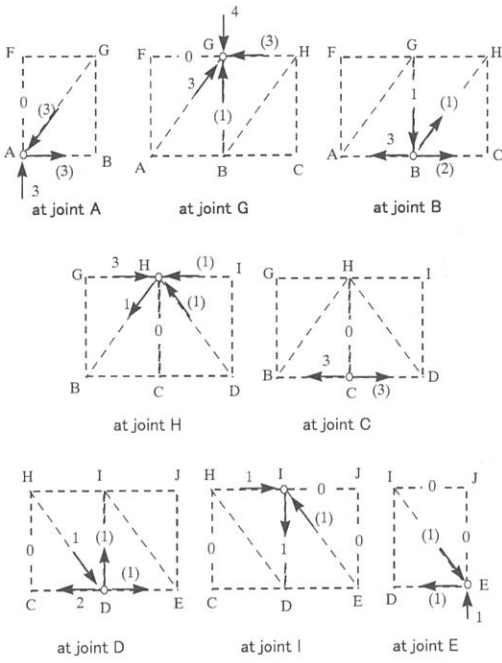 4
F G F G 0 (3) H F G H
0 (3) 3 (1) 1 (1)
A B A B C A 3 B (2) C
(3)
3
at joint A at joint G at joint B
G 3 H (1) I G H I
1 (1)
0 0
3
B C D B C (3) D
at joint H at joint C
H I J H 1 I 0 J I 0 J
0 1 (1) 0 1 (1) 0 (1) 0
(1)
C 2 D E C D E D (1) E
1
at joint D at joint I at joint E